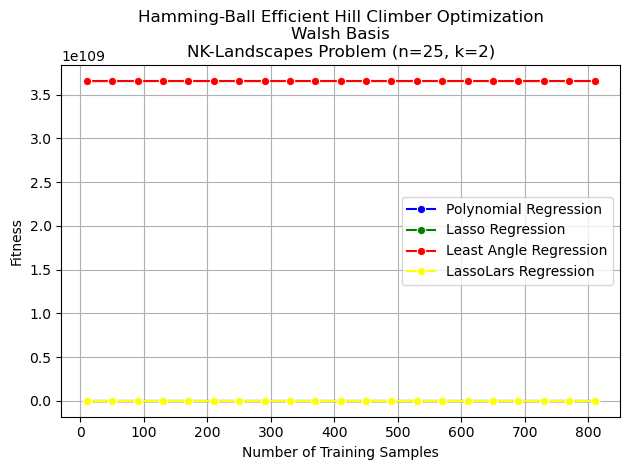 Hamming-Ball Efficient Hill Climber Optimization
Walsh Basis
NK-Landscapes Problem (n=25, k=2)
1e109
3.5
3.0
2.5
2.0
1.5
1.0
0.5
0.0
Fitness
Polynomial Regression
Lasso Regression
Least Angle Regression
LassoLars Regression
0 100 200 300 400 500 600 700 800
Number of Training Samples